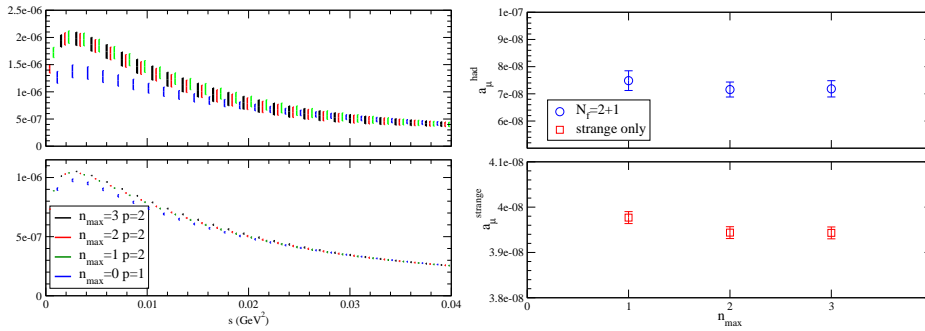 2e-06
1.5e-06
1e-06
5e-07
0
1e-06
5e-07
0
n_max=3 p=2
n_max=2 p=2
n_max=1 p=2
n_max=0 p=1
0
0.01
0.02
0.03
0.04
s (GeV^2)
1e-07
9e-08
8e-08
7e-08
6e-08
a_μ^had
N_f=2+1
strange only
4.1e-08
4e-08
3.9e-08
3.8e-08
a_μ^strange
0
1
2
3
4
n_max